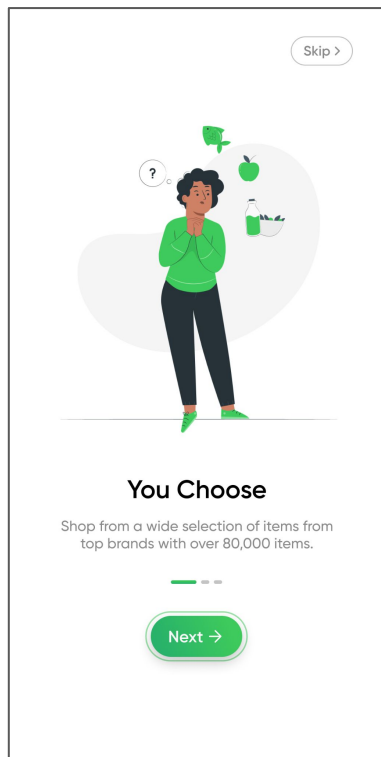 Skip >
?
You Choose
Shop from a wide selection of items from
top brands with over 80,000 items.
Next →